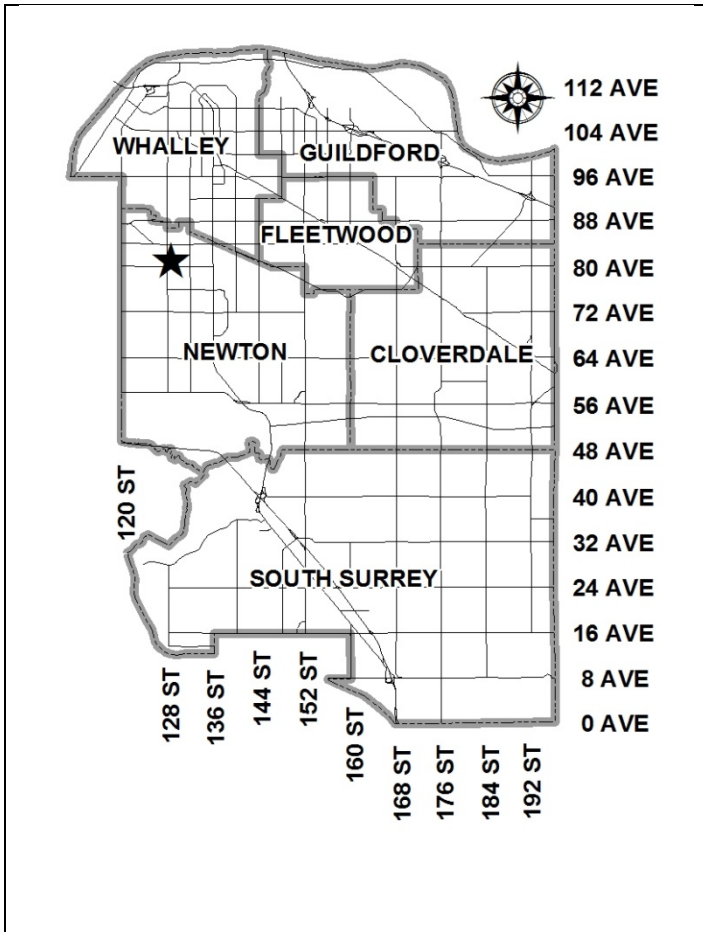 112 AVE
104 AVE
WHALLEY
GUILDFORD
96 AVE
88 AVE
FLEETWOOD
80 AVE
72 AVE
NEWTON
CLOVERDALE
64 AVE
56 AVE
48 AVE
120 ST
40 AVE
32 AVE
SOUTH SURREY
24 AVE
16 AVE
8 AVE
0 AVE
128 ST
136 ST
144 ST
152 ST
160 ST
168 ST
176 ST
184 ST
192 ST